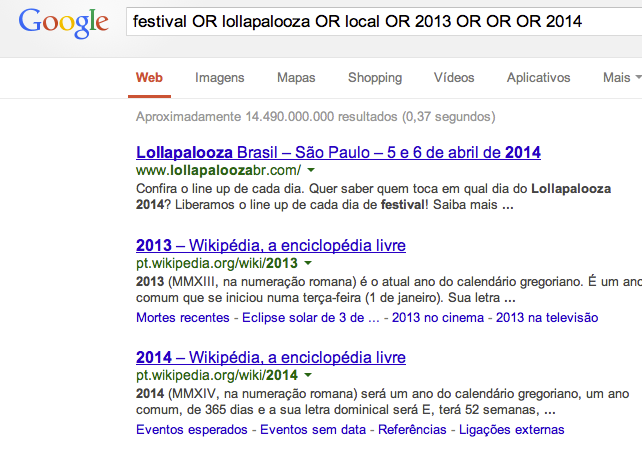 Google
festival OR lollapalooza OR local OR 2013 OR OR OR 2014
Web Imagens Mapas Shopping Vídeos Aplicativos Mais
Aproximadamente 14.490.000.000 resultados (0,37 segundos)
Lollapalooza Brasil – São Paulo – 5 e 6 de abril de 2014
www.lollapaloozabr.com/
Confira o line up de cada dia. Quer saber quem toca em qual dia do Lollapalooza
2014? Liberamos o line up de cada dia de festival! Saiba mais ...
2013 – Wikipédia, a enciclopédia livre
pt.wikipedia.org/wiki/2013
2013 (MMXIII, na numeração romana) é o atual ano do calendário gregoriano. É um ano
comum que se iniciou numa terça-feira (1 de janeiro). Sua letra ...
Mortes recentes - Eclipse solar de 3 de ... - 2013 no cinema - 2013 na televisão
2014 – Wikipédia, a enciclopédia livre
pt.wikipedia.org/wiki/2014
2014 (MMXIV, na numeração romana) será um ano do calendário gregoriano, um ano
comum, de 365 dias e a sua letra dominical será E, terá 52 semanas, ...
Eventos esperados - Eventos sem data - Referências - Ligações externas